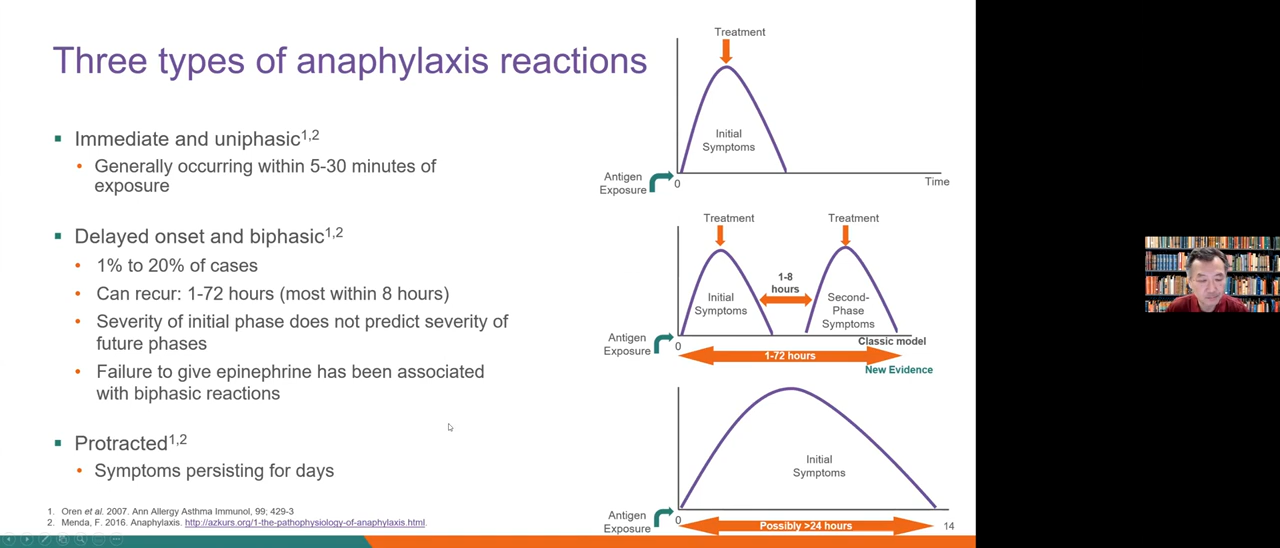 Three types of anaphylaxis reactions
Immediate and uniphasic1,2
Generally occurring within 5-30 minutes of
exposure
Delayed onset and biphasic1,2
1% to 20% of cases
Can recur: 1-72 hours (most within 8 hours)
Severity of initial phase does not predict severity of
future phases
Failure to give epinephrine has been associated
with biphasic reactions
Protracted1,2
Symptoms persisting for days
1. Oren et al. 2007. Ann Allergy Asthma Immunol, 99; 429-3
2. Menda, F. 2016. Anaphylaxis. http://azkurs.org/1-the-pathophysiology-of-anaphylaxis.html.
Treatment
Initial
Symptoms
Antigen
Exposure
0
Time
Treatment
Treatment
1-8
hours
Initial
Symptoms
Second-
Phase
Symptoms
Antigen
Exposure
0
Classic model
1-72 hours
New Evidence
Initial
Symptoms
Antigen
Exposure
0
Possibly >24 hours
14